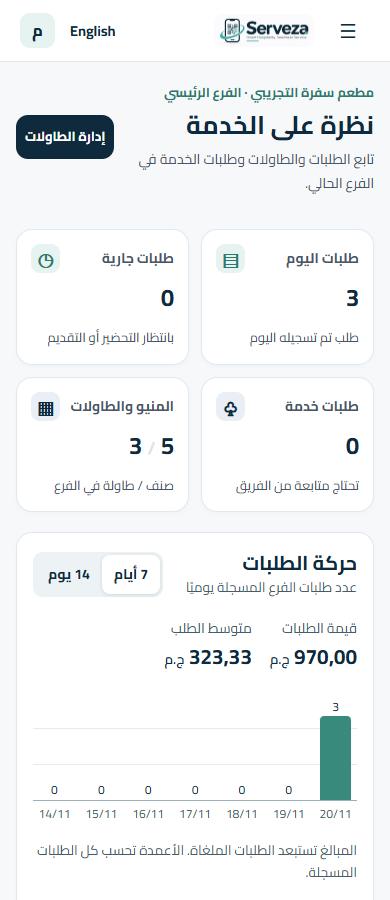 م
English
Serveza
☰
مطعم سفرة التجريبي · الفرع الرئيسي
نظرة على الخدمة
تابع الطلبات والطاولات وطلبات الخدمة في
الفرع الحالي.
إدارة الطاولات
طلبات اليوم
3
طلب تم تسجيله اليوم
طلبات جارية
0
بانتظار التحضير أو التقديم
طلبات خدمة
0
تحتاج متابعة من الفريق
المنيو والطاولات
5 / 3
صنف / طاولة في الفرع
حركة الطلبات
عدد طلبات الفرع المسجلة يوميًا
7 أيام
14 يوم
قيمة الطلبات
970,00 ج.م
متوسط الطلب
323,33 ج.م
3
0 0 0 0 0 0
14/11 15/11 16/11 17/11 18/11 19/11 20/11
المبالغ تستبعد الطلبات الملغاة. الأعمدة تحسب كل الطلبات
المسجلة.